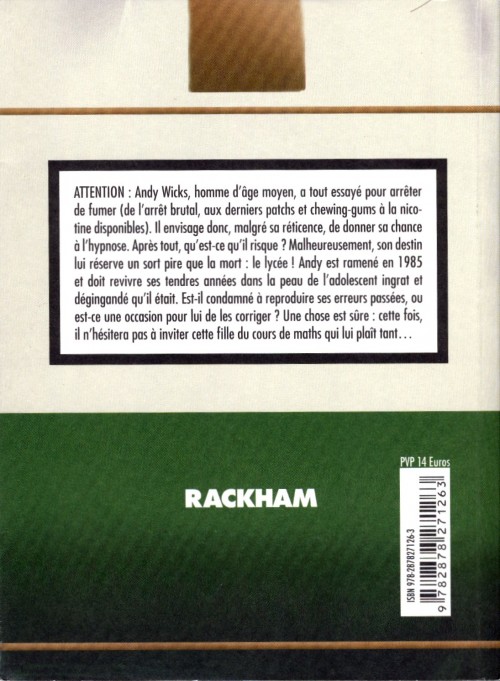 ATTENTION : Andy Wicks, homme d'âge moyen, a tout essayé pour arrêter
de fumer (de l'arrêt brutal, aux derniers patchs et chewing-gums à la nico-
tine disponibles). Il envisage donc, malgré sa réticence, de donner sa chance
à l'hypnose. Après tout, qu'est-ce qu'il risque ? Malheureusement, son destin
lui réserve un sort pire que la mort : le lycée ! Andy est ramené en 1985
et doit revivre ses tendres années dans la peau de l'adolescent ingrat et
dégingandé qu'il était. Est-il condamné à reproduire ses erreurs passées, ou
est-ce une occasion pour lui de les corriger ? Une chose est sûre : cette fois,
il n'hésitera pas à inviter cette fille du cours de maths qui lui plaît tant…
PVP 14 Euros
RACKHAM
ISBN 978-287827126-3
9 782878 271263